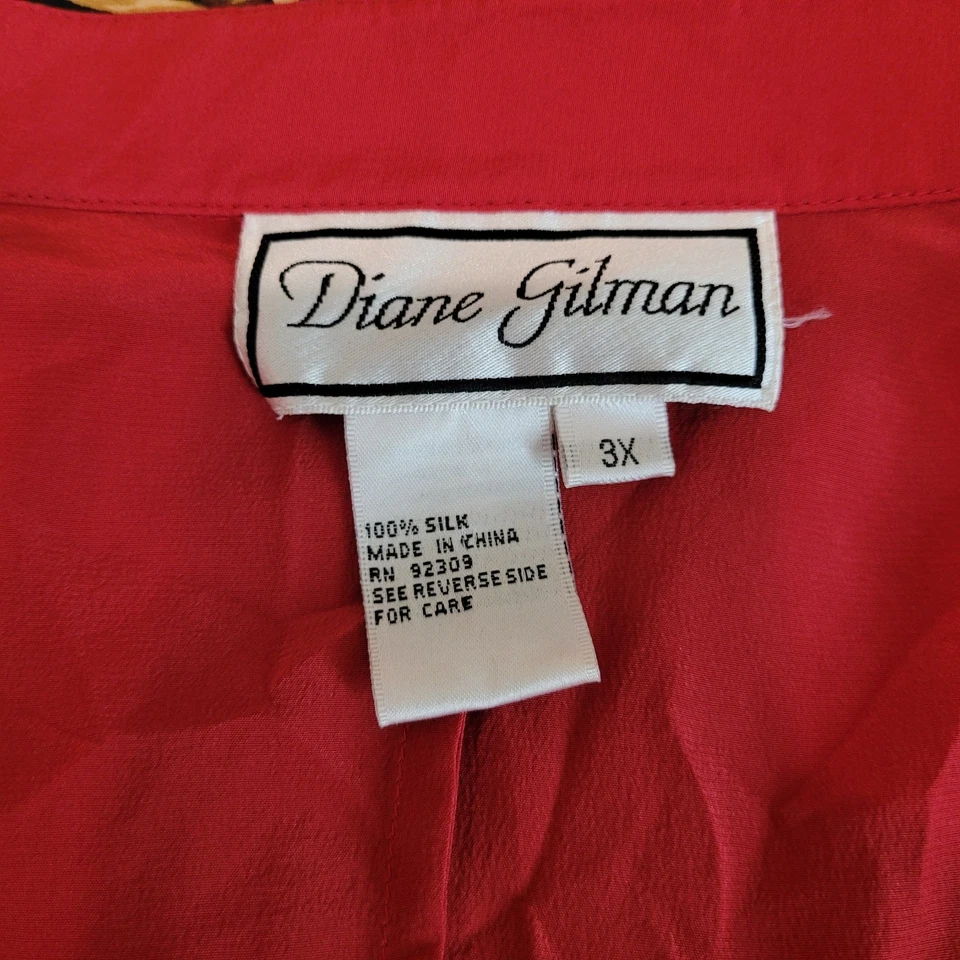 Diane Gilman
3X
100% SILK
MADE IN CHINA
RN 92309
SEE REVERSE SIDE
FOR CARE